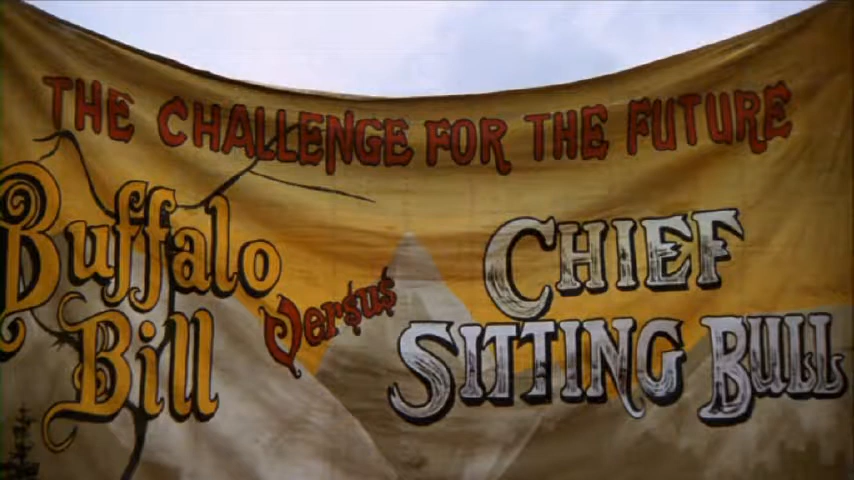 THE CHALLENGE FOR THE FUTURE
Buffalo
Bill
Versus
CHIEF
SITTING BULL